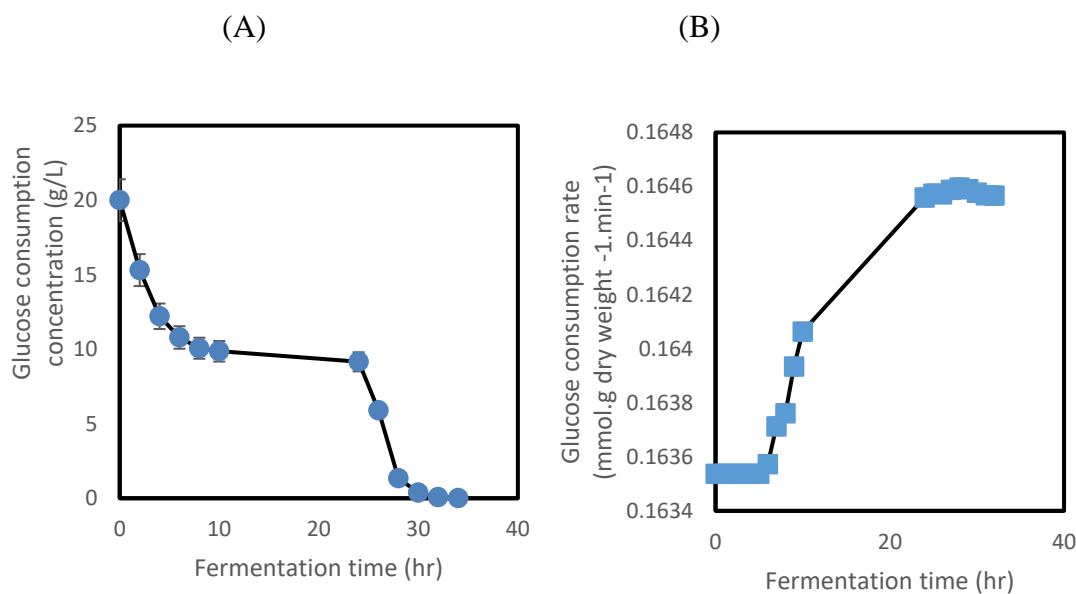 (A)
(B)
Glucose consumption
concentration (g/L)
25
20
15
10
5
0
0
10
20
30
40
Fermentation time (hr)
Glucose consumption rate
(mmol.g dry weight -1.min-1)
0.1648
0.1646
0.1644
0.1642
0.164
0.1638
0.1636
0.1634
0
20
40
Fermentation time (hr)